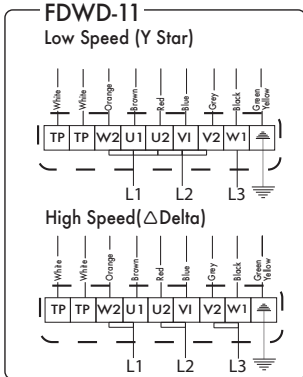 FDWD-11
Low Speed (Y Star)
White White Orange Brown Red Blue Grey Black Green Yellow
TP TP W2 U1 U2 VI V2 W1
L1 L2 L3
High Speed(△Delta)
White White Orange Brown Red Blue Grey Black Green Yellow
TP TP W2 U1 U2 VI V2 W1
L1 L2 L3